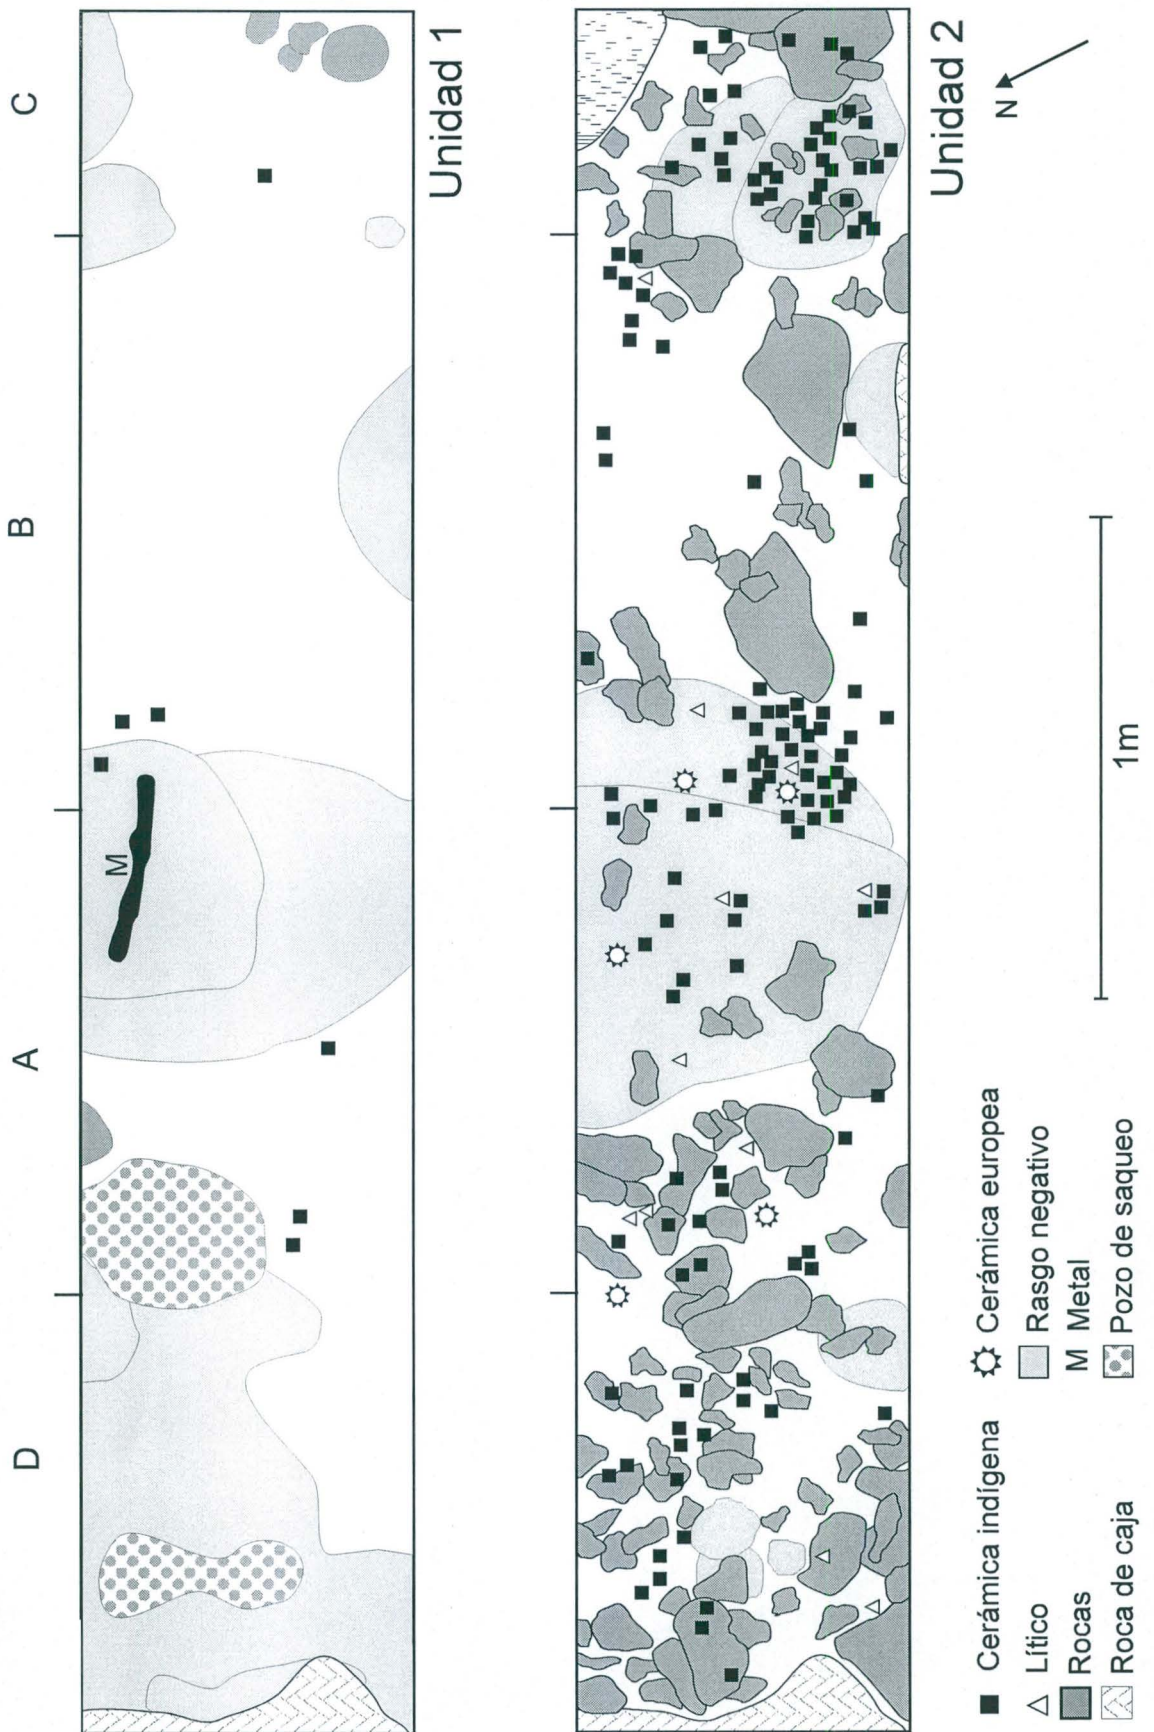 D
A
B
C
M
Unidad 1
Unidad 2
N
1m
Cerámica indígena
Lítico
Rocas
Roca de caja
Cerámica europea
Rasgo negativo
M Metal
Pozo de saqueo